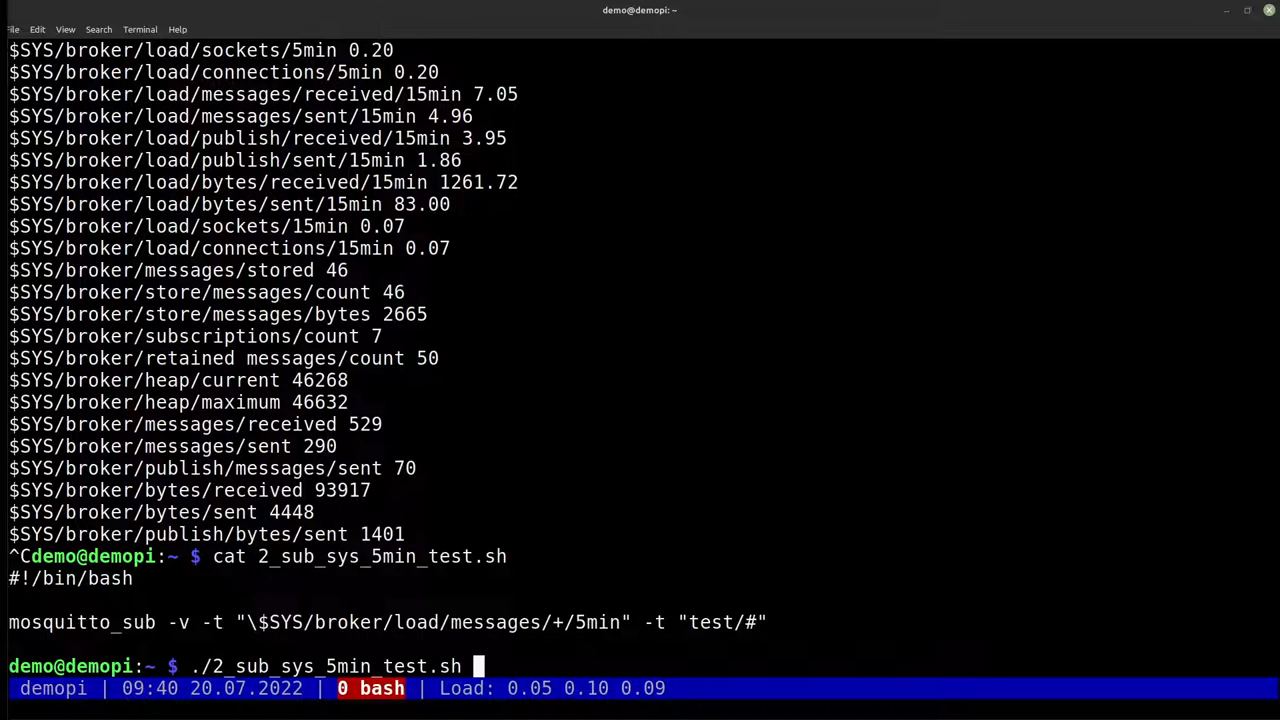 demo@demopi: ~
File Edit View Search Terminal Help
$SYS/broker/load/sockets/5min 0.20
$SYS/broker/load/connections/5min 0.20
$SYS/broker/load/messages/received/15min 7.05
$SYS/broker/load/messages/sent/15min 4.96
$SYS/broker/load/publish/received/15min 3.95
$SYS/broker/load/publish/sent/15min 1.86
$SYS/broker/load/bytes/received/15min 1261.72
$SYS/broker/load/bytes/sent/15min 83.00
$SYS/broker/load/sockets/15min 0.07
$SYS/broker/load/connections/15min 0.07
$SYS/broker/messages/stored 46
$SYS/broker/store/messages/count 46
$SYS/broker/store/messages/bytes 2665
$SYS/broker/subscriptions/count 7
$SYS/broker/retained messages/count 50
$SYS/broker/heap/current 46268
$SYS/broker/heap/maximum 46632
$SYS/broker/messages/received 529
$SYS/broker/messages/sent 290
$SYS/broker/publish/messages/sent 70
$SYS/broker/bytes/received 93917
$SYS/broker/bytes/sent 4448
$SYS/broker/publish/bytes/sent 1401
^Cdemo@demopi:~ $ cat 2_sub_sys_5min_test.sh
#!/bin/bash
mosquitto_sub -v -t "\$SYS/broker/load/messages/+/5min" -t "test/#"
demo@demopi:~ $ ./2_sub_sys_5min_test.sh
demopi | 09:40 20.07.2022 | 0 bash | Load: 0.05 0.10 0.09